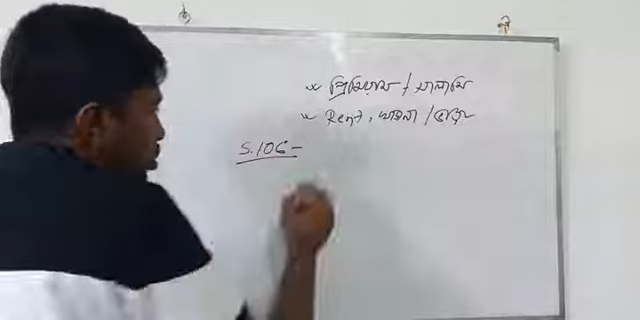 * প্রিমিয়াম / সালামি
* Rent, খাজনা / ভাড়া
S.106-